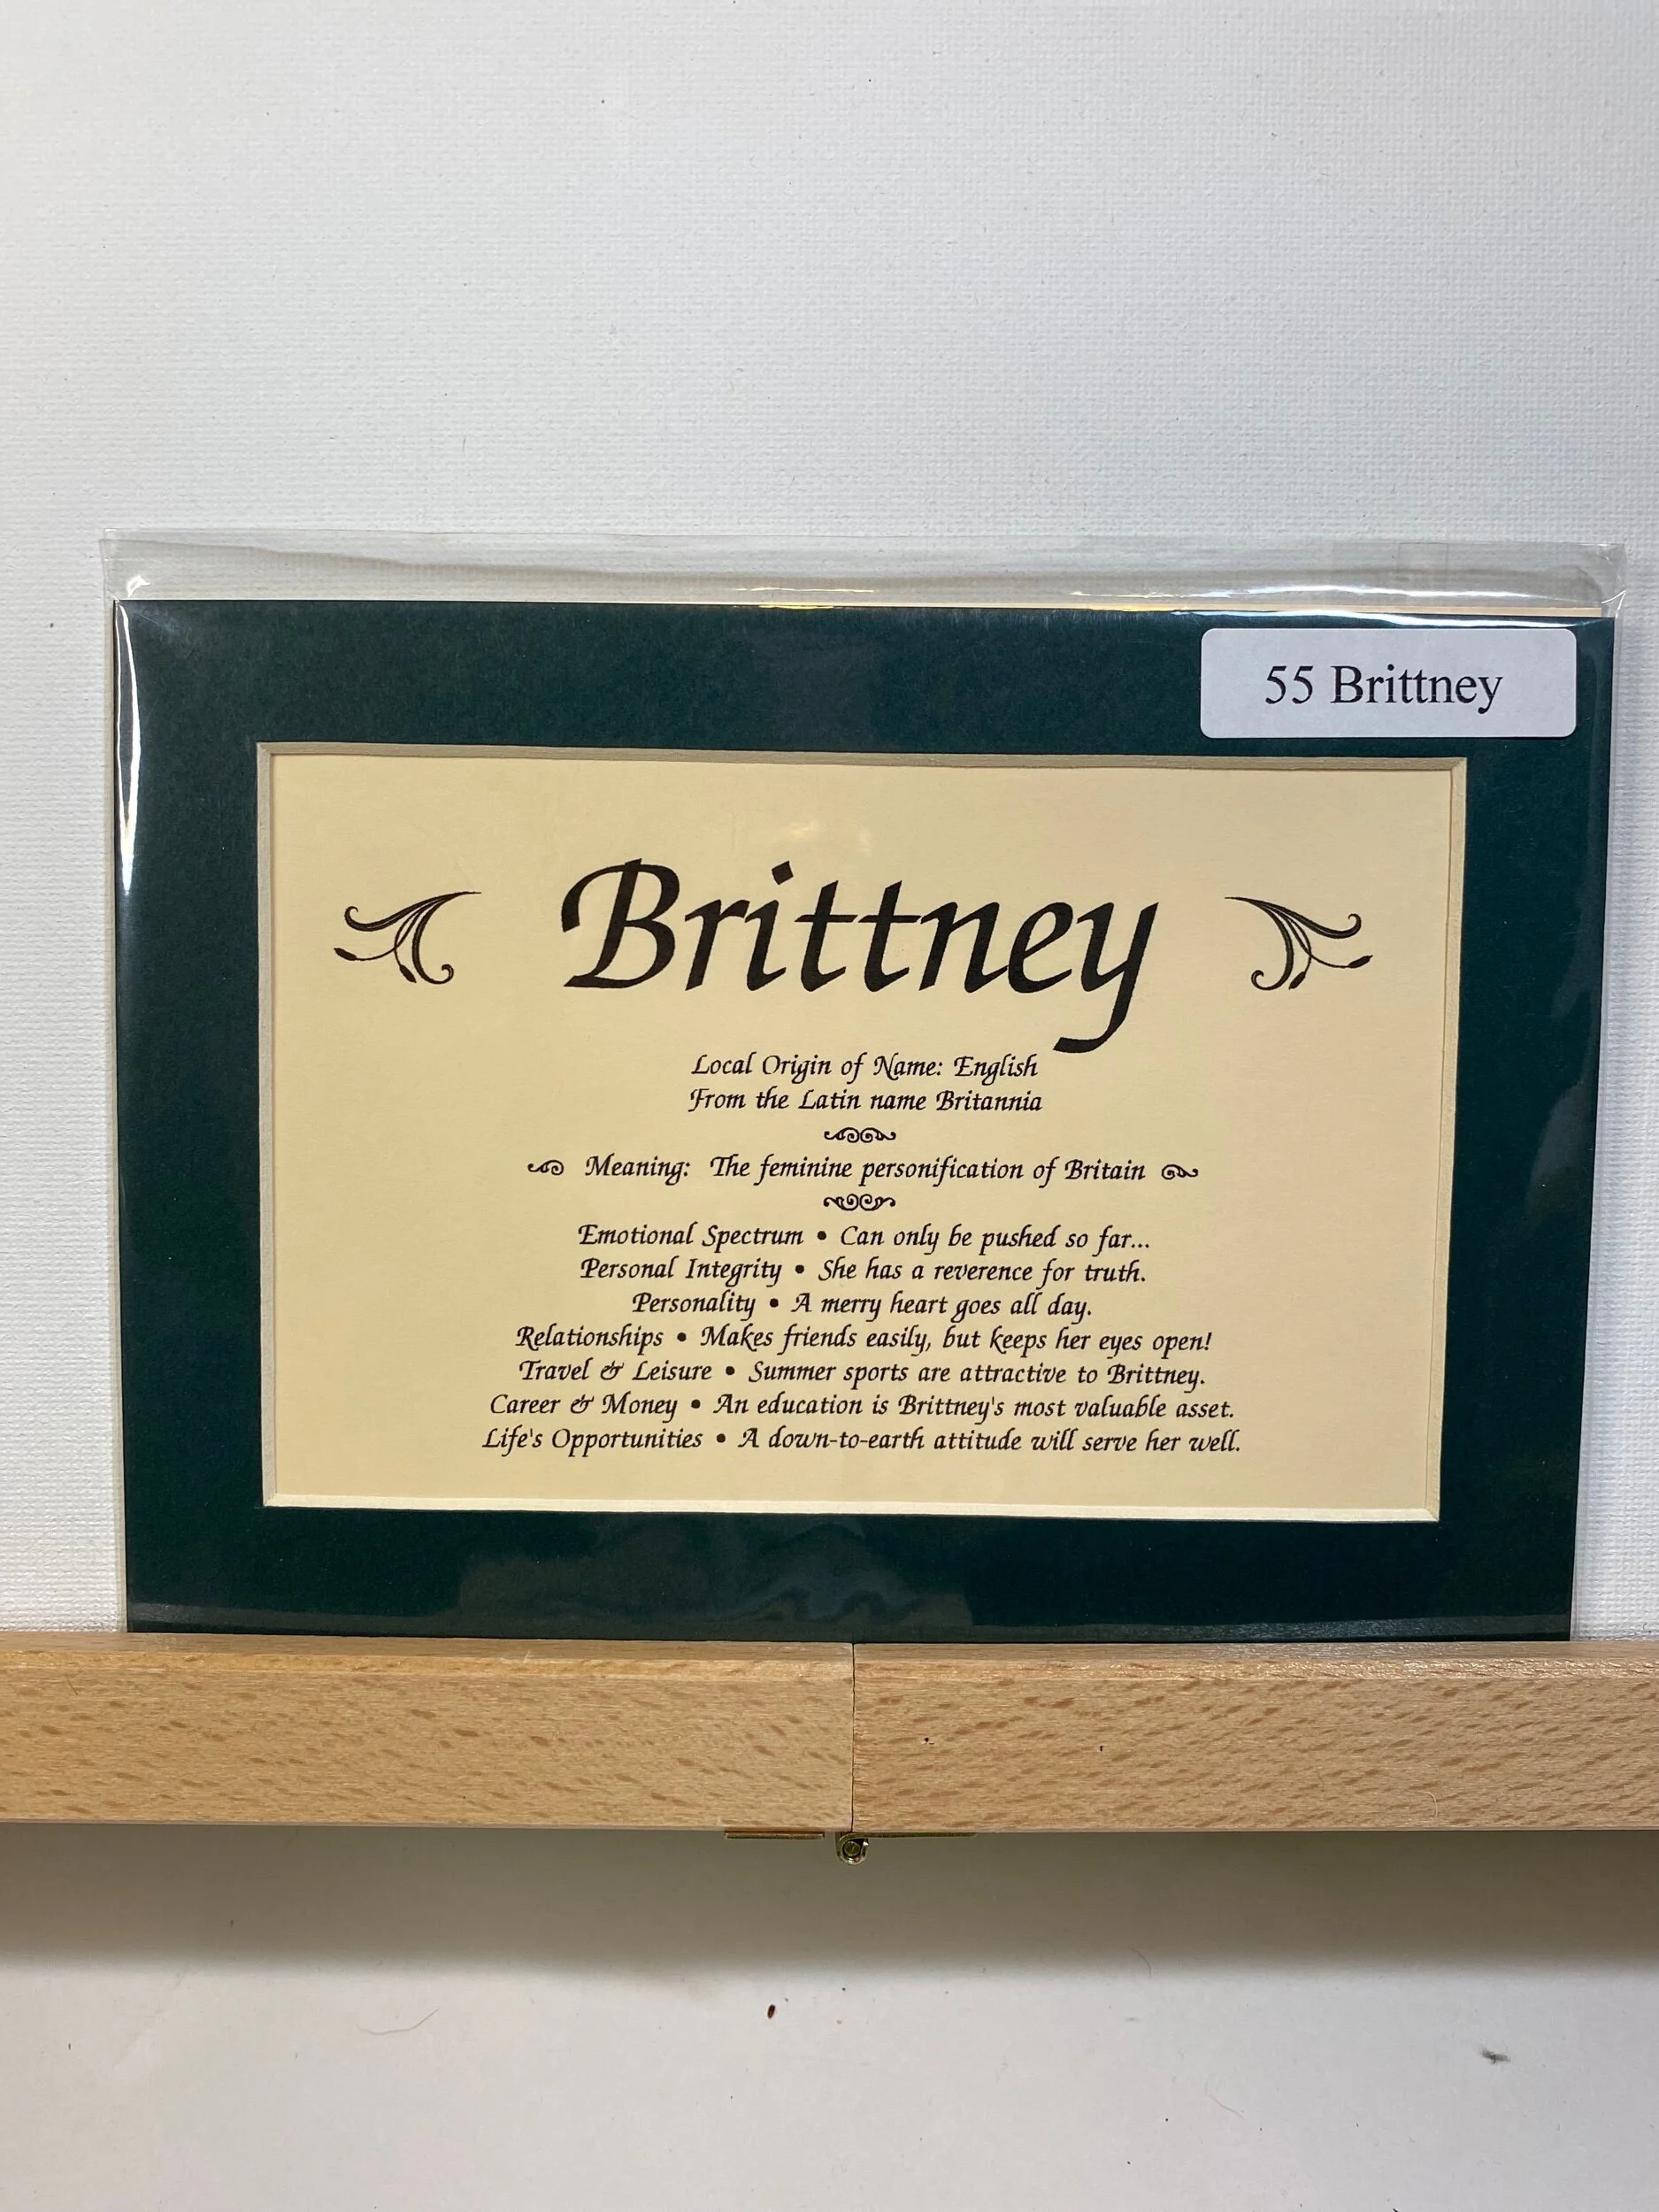 55 Brittney
Brittney
Local Origin of Name: English
From the Latin name Britannia
Meaning: The feminine personification of Britain
Emotional Spectrum • Can only be pushed so far...
Personal Integrity • She has a reverence for truth.
Personality • A merry heart goes all day.
Relationships • Makes friends easily, but keeps her eyes open!
Travel & Leisure • Summer sports are attractive to Brittney.
Career & Money • An education is Brittney's most valuable asset.
Life's Opportunities • A down-to-earth attitude will serve her well.